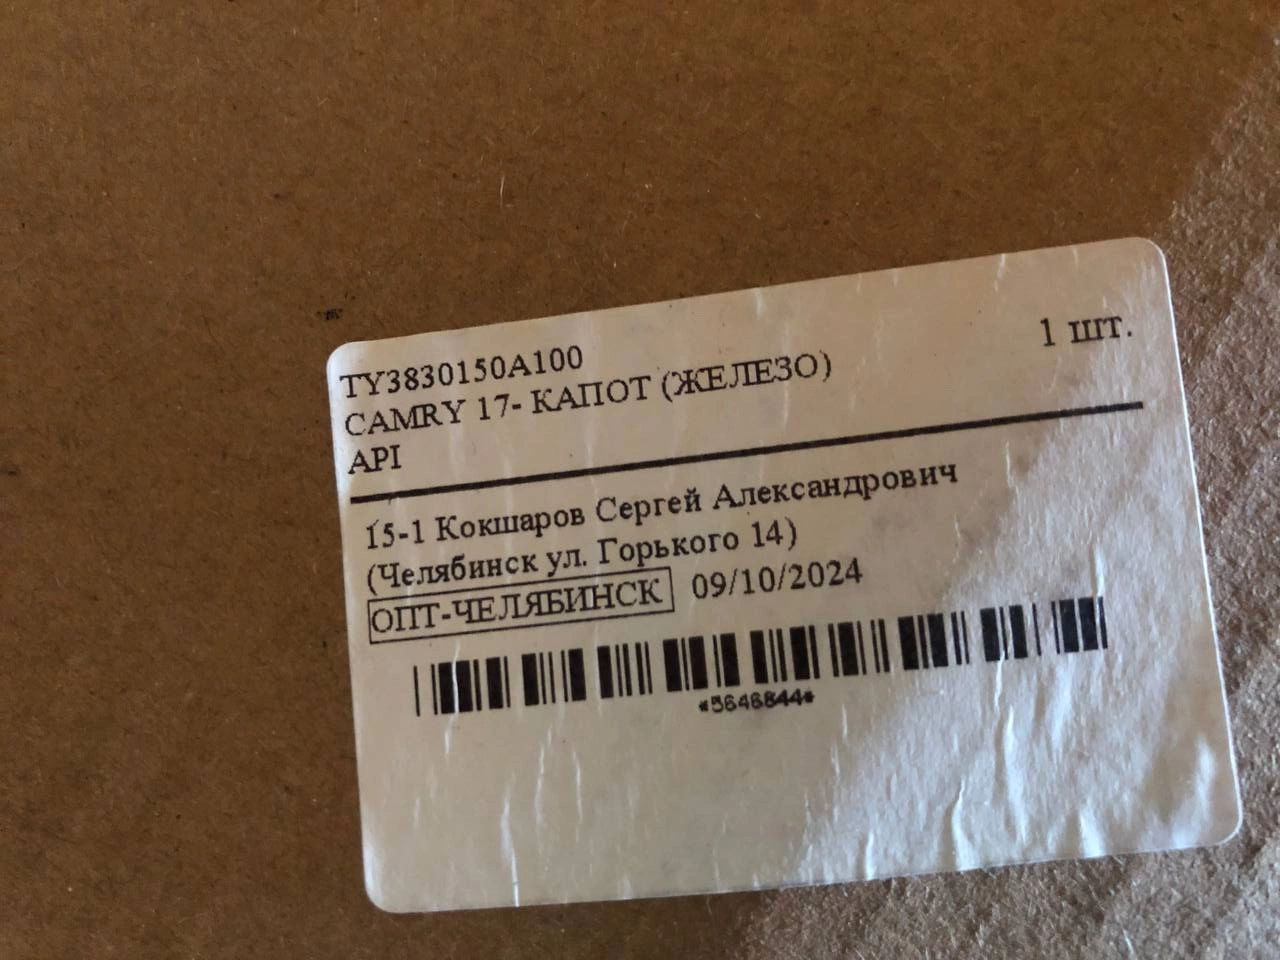 TY3830150A100
1 шт.
CAMRY 17- КАПОТ (ЖЕЛЕЗО)
API
15-1 Кокшаров Сергей Александрович
(Челябинск ул. Горького 14)
ОПТ-ЧЕЛЯБИНСК 09/10/2024
*5646844*